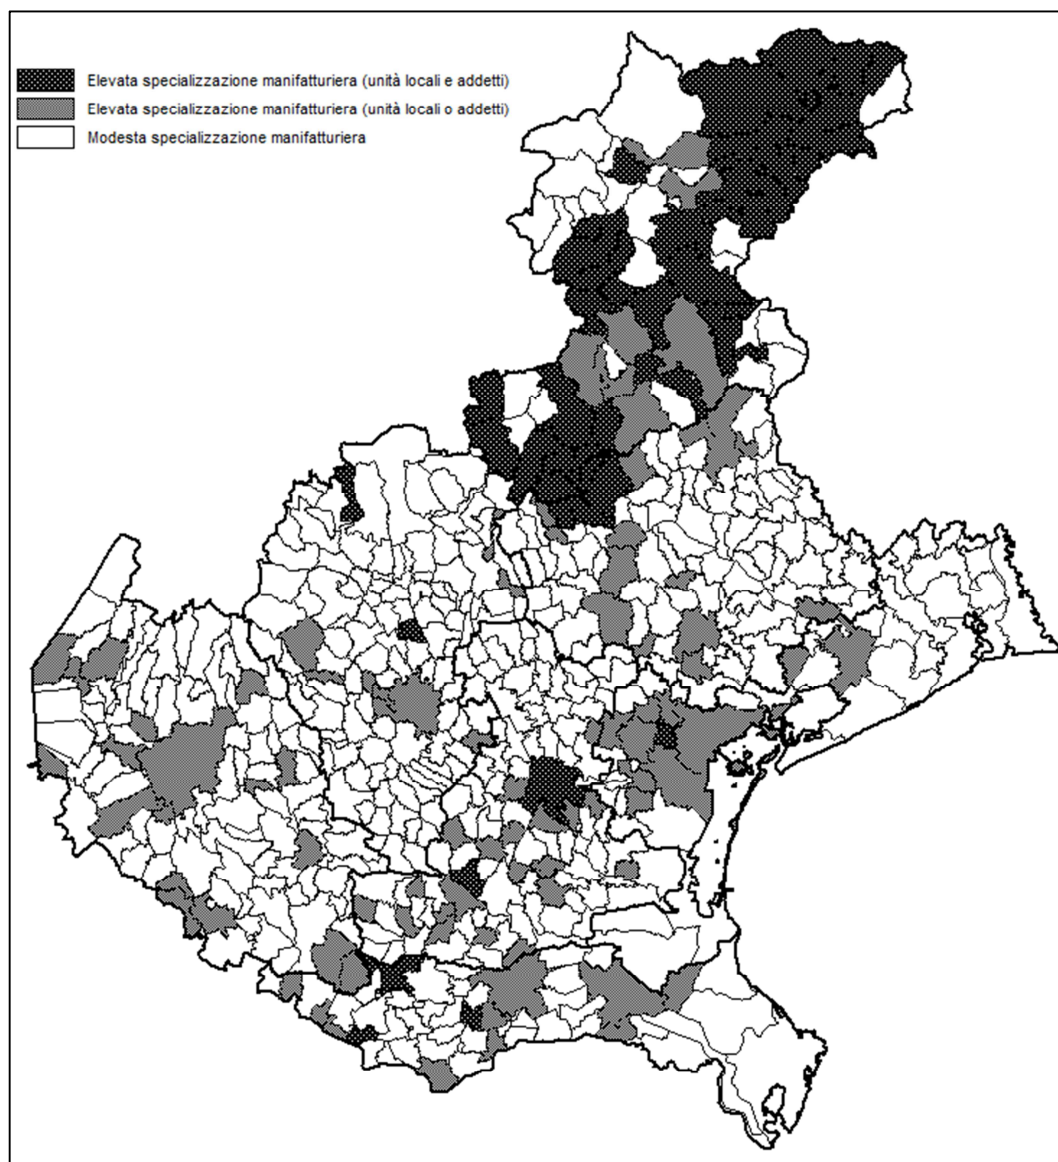 Elevata specializzazione manifatturiera (unità locali e addetti)
Elevata specializzazione manifatturiera (unità locali o addetti)
Modesta specializzazione manifatturiera